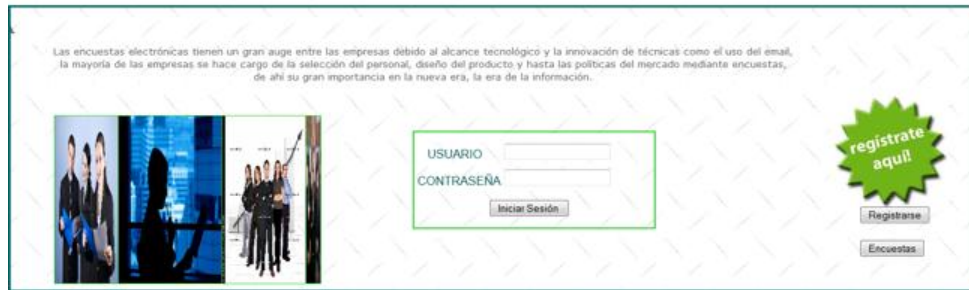 Las encuestas electrónicas tienen un gran auge entre las empresas debido al alcance tecnológico y la innovación de técnicas como el uso del email,
la mayoría de las empresas se hace cargo de la selección del personal, diseño del producto y hasta las políticas del mercado mediante encuestas,
de ahí su gran importancia en la nueva era, la era de la información.
USUARIO
CONTRASEÑA
Iniciar Sesión
regístrate
aquí!
Registrarse
Encuestas